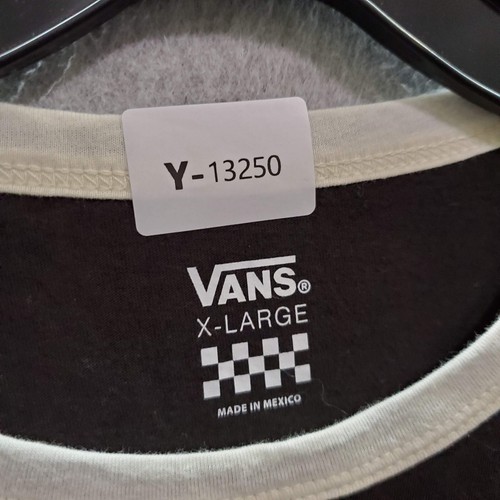 Y-13250
VANS®
X-LARGE
MADE IN MEXICO